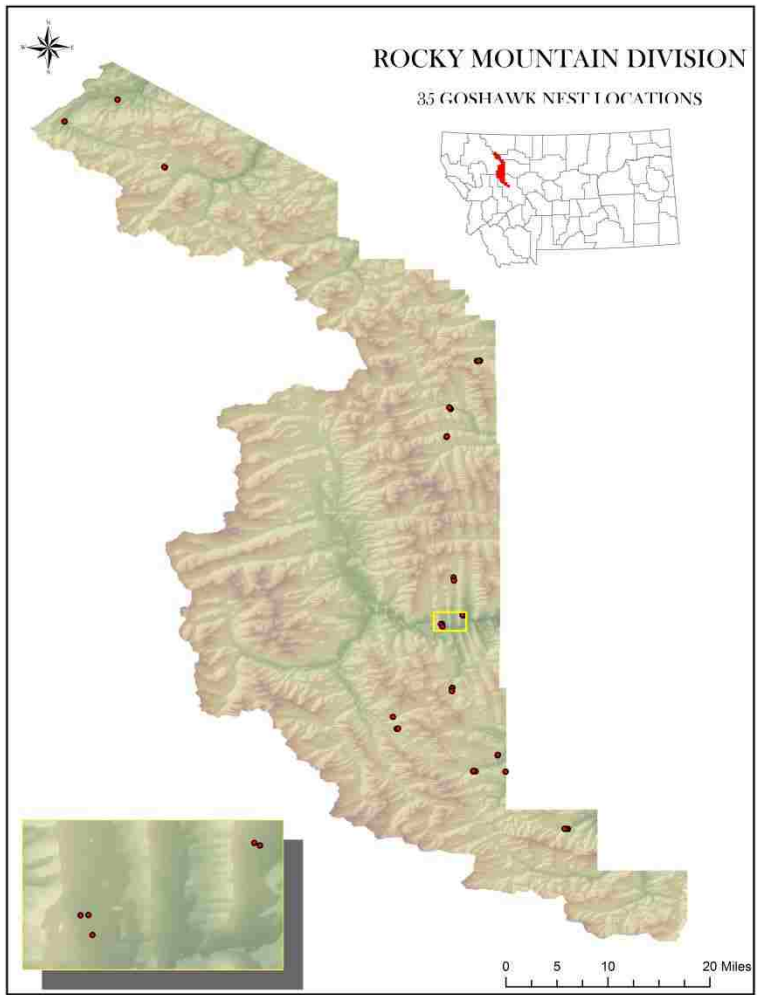 ROCKY MOUNTAIN DIVISION
35 GOSHAWK NEST LOCATIONS
N
W E
S
0 5 10 20 Miles